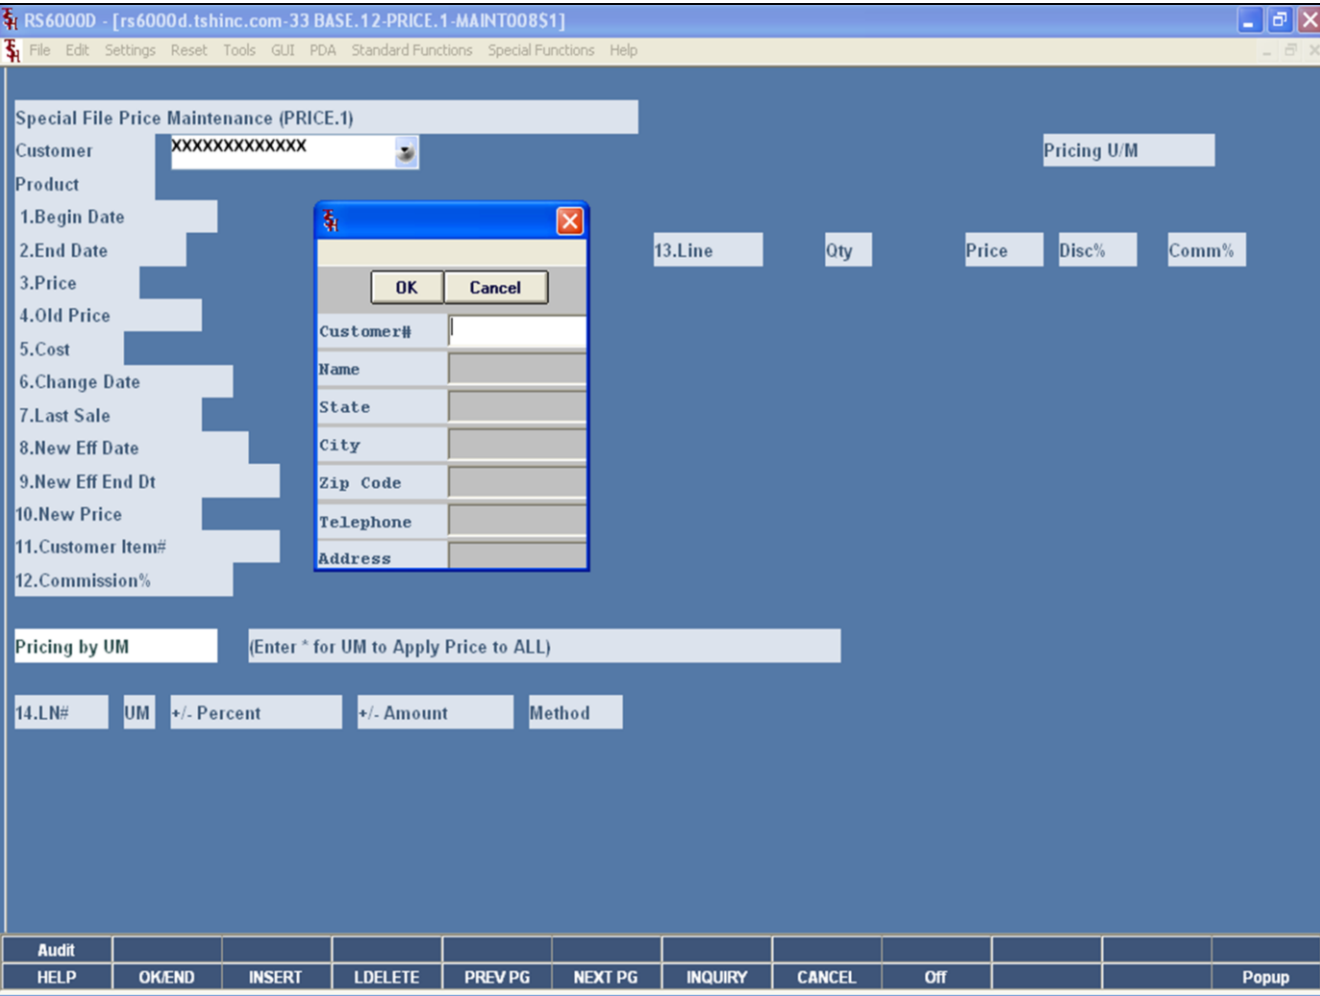 RS6000D - [rs6000d.tshinc.com-33 BASE.12-PRICE.1-MAINT008$1]
File Edit Settings Reset Tools GUI PDA Standard Functions Special Functions Help
Special File Price Maintenance (PRICE.1)
Customer XXXXXXXXXXXXX Pricing U/M
Product
1.Begin Date
2.End Date 13.Line Qty Price Disc% Comm%
3.Price
4.Old Price
5.Cost
6.Change Date
7.Last Sale
8.New Eff Date
9.New Eff End Dt
10.New Price
11.Customer Item#
12.Commission%
OK Cancel
Customer#
Name
State
City
Zip Code
Telephone
Address
Pricing by UM (Enter * for UM to Apply Price to ALL)
14.LN# UM +/- Percent +/- Amount Method
Audit
HELP OK/END INSERT LDELETE PREV PG NEXT PG INQUIRY CANCEL Off Popup